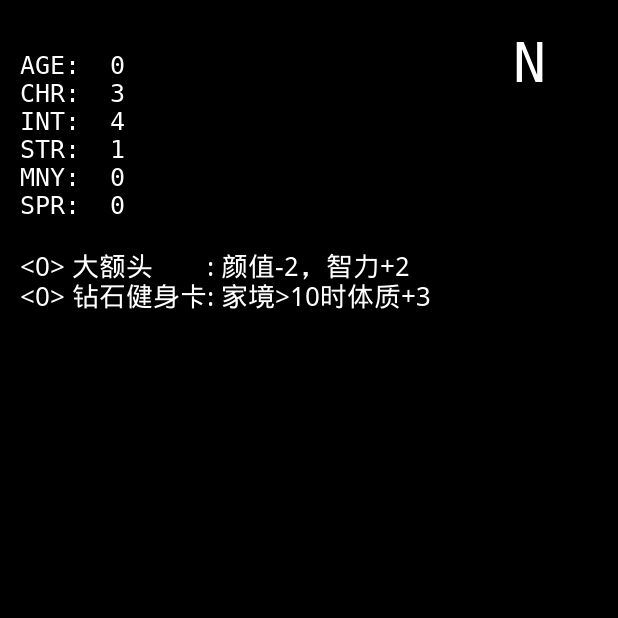 N
AGE: 0
CHR: 3
INT: 4
STR: 1
MNY: 0
SPR: 0
<0> 大额头 : 颜值-2，智力+2
<0> 钻石健身卡: 家境>10时体质+3